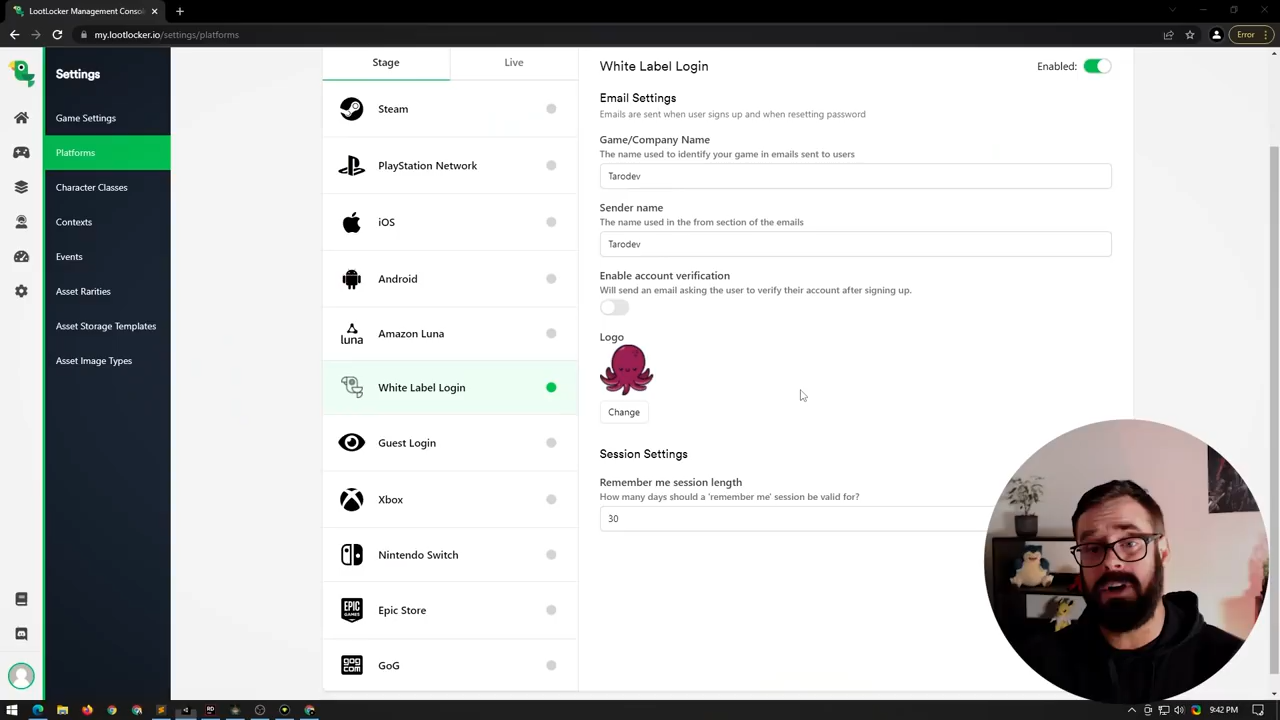 LootLocker Management Conso
my.lootlocker.io/settings/platforms
Error
Settings
Game Settings
Platforms
Character Classes
Contexts
Events
Asset Rarities
Asset Storage Templates
Asset Image Types
Stage
Live
Steam
PlayStation Network
iOS
Android
luna
Amazon Luna
White Label Login
Guest Login
Xbox
Nintendo Switch
EPIC
GAMES
Epic Store
gog
com
GoG
White Label Login
Enabled:
Email Settings
Emails are sent when user signs up and when resetting password
Game/Company Name
The name used to identify your game in emails sent to users
Tarodev
Sender name
The name used in the from section of the emails
Tarodev
Enable account verification
Will send an email asking the user to verify their account after signing up.
Logo
Change
Session Settings
Remember me session length
How many days should a 'remember me' session be valid for?
30
9:42 PM